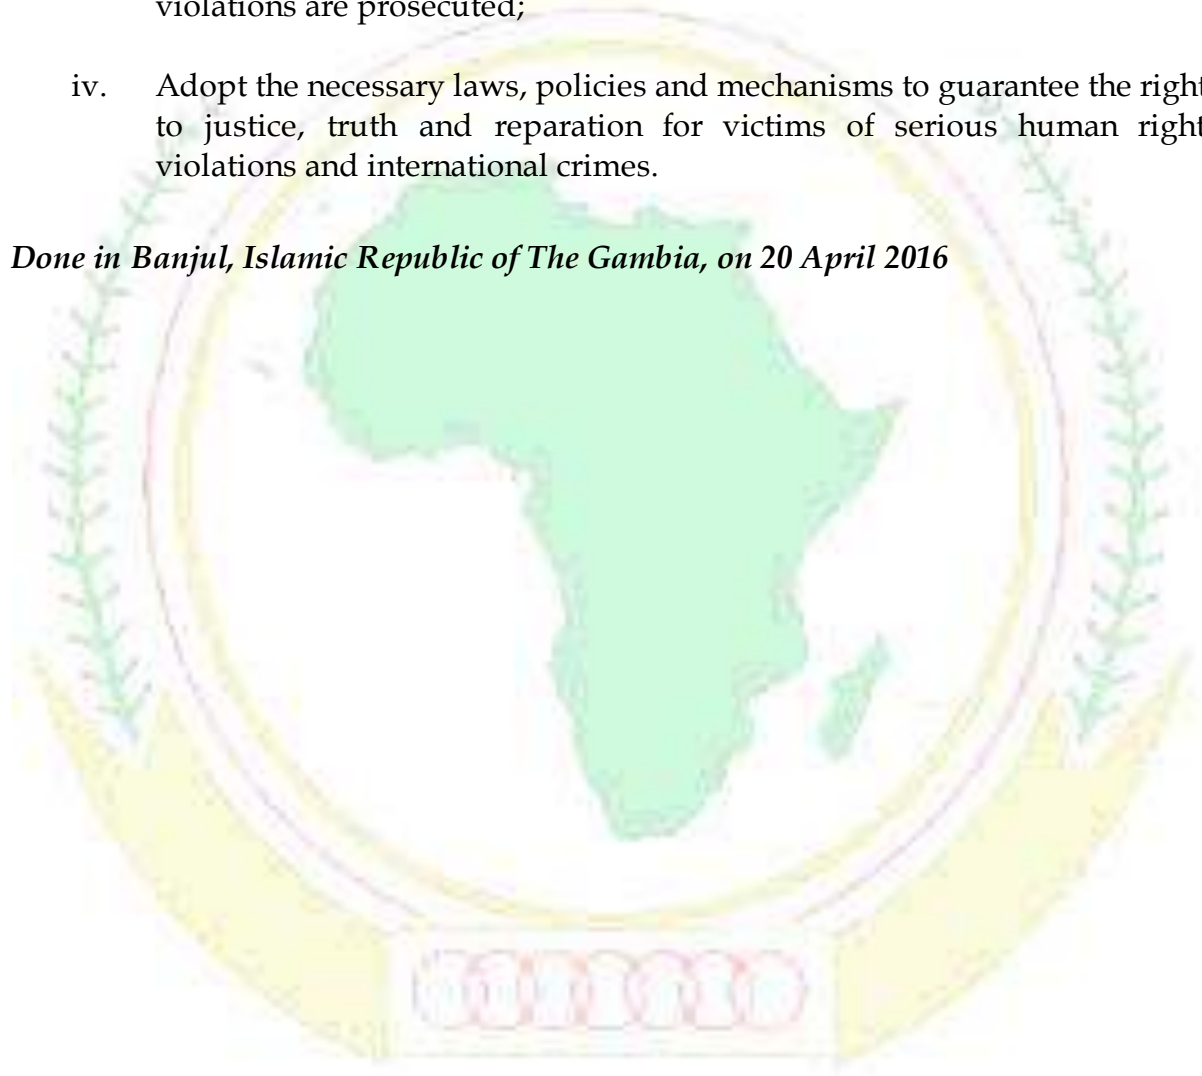 violations are prosecuted;
iv. Adopt the necessary laws, policies and mechanisms to guarantee the right
to justice, truth and reparation for victims of serious human right
violations and international crimes.
Done in Banjul, Islamic Republic of The Gambia, on 20 April 2016